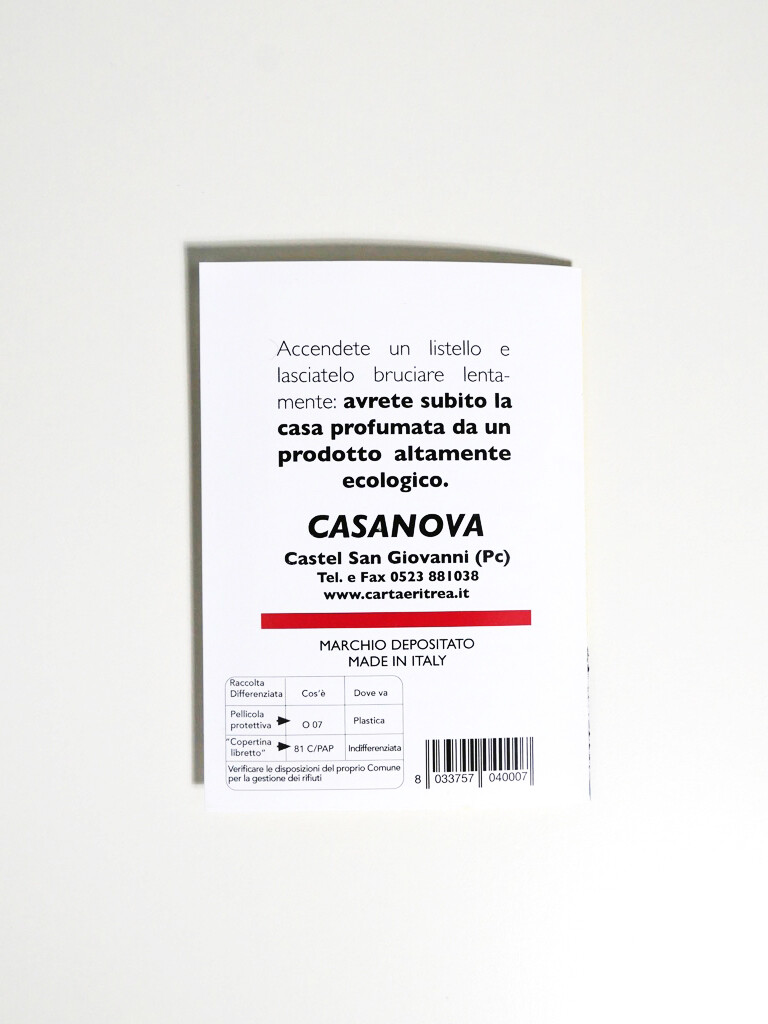 Accendete un listello e
lasciatelo bruciare lenta-
mente: avrete subito la
casa profumata da un
prodotto altamente
ecologico.
CASANOVA
Castel San Giovanni (Pc)
Tel. e Fax 0523 881038
www.cartaeritrea.it
MARCHIO DEPOSITATO
MADE IN ITALY
Raccolta
Differenziata
Cos'è
Dove va
Pellicola
protettiva
O 07
Plastica
"Copertina
libretto"
81 C/PAP
Indifferenziata
Verificare le disposizioni del proprio Comune
per la gestione dei rifiuti
8 033757 040007